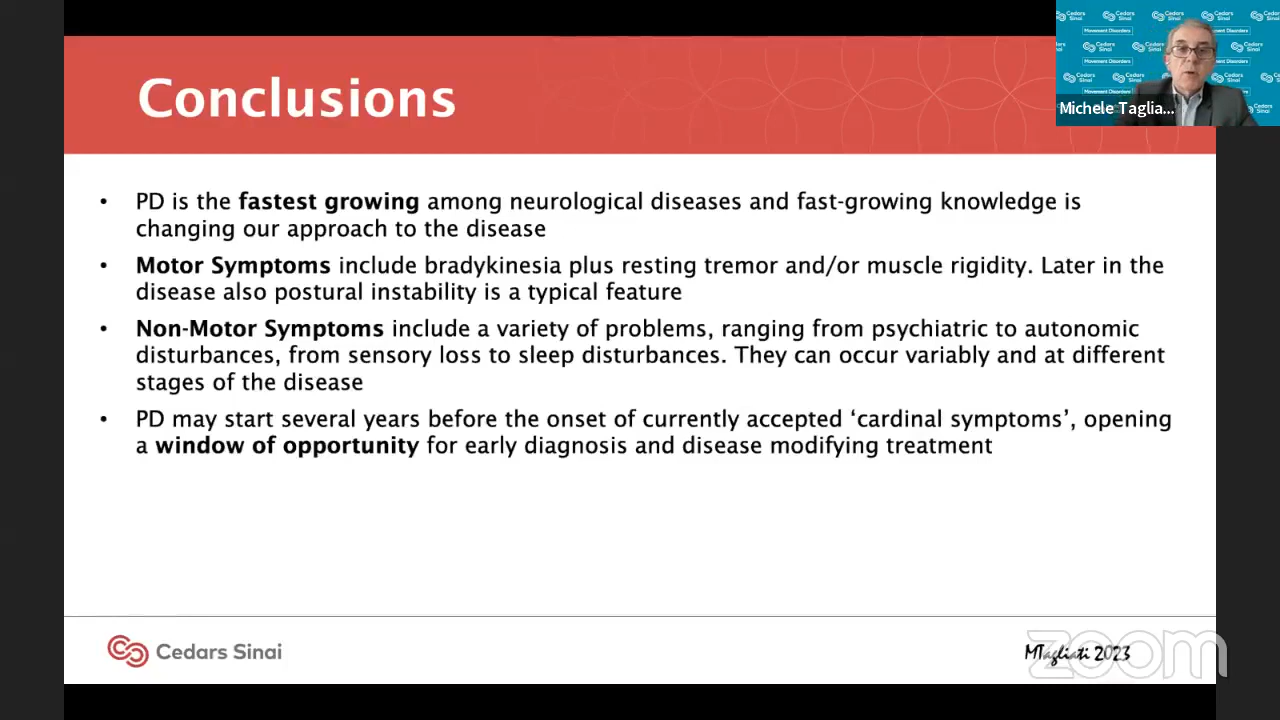 Conclusions
Michele Taglia...
• PD is the fastest growing among neurological diseases and fast-growing knowledge is
changing our approach to the disease
• Motor Symptoms include bradykinesia plus resting tremor and/or muscle rigidity. Later in the
disease also postural instability is a typical feature
• Non-Motor Symptoms include a variety of problems, ranging from psychiatric to autonomic
disturbances, from sensory loss to sleep disturbances. They can occur variably and at different
stages of the disease
• PD may start several years before the onset of currently accepted ‘cardinal symptoms’, opening
a window of opportunity for early diagnosis and disease modifying treatment
Cedars Sinai
MTagliati 2023
zoom
Cedars Sinai
Movement Disorders